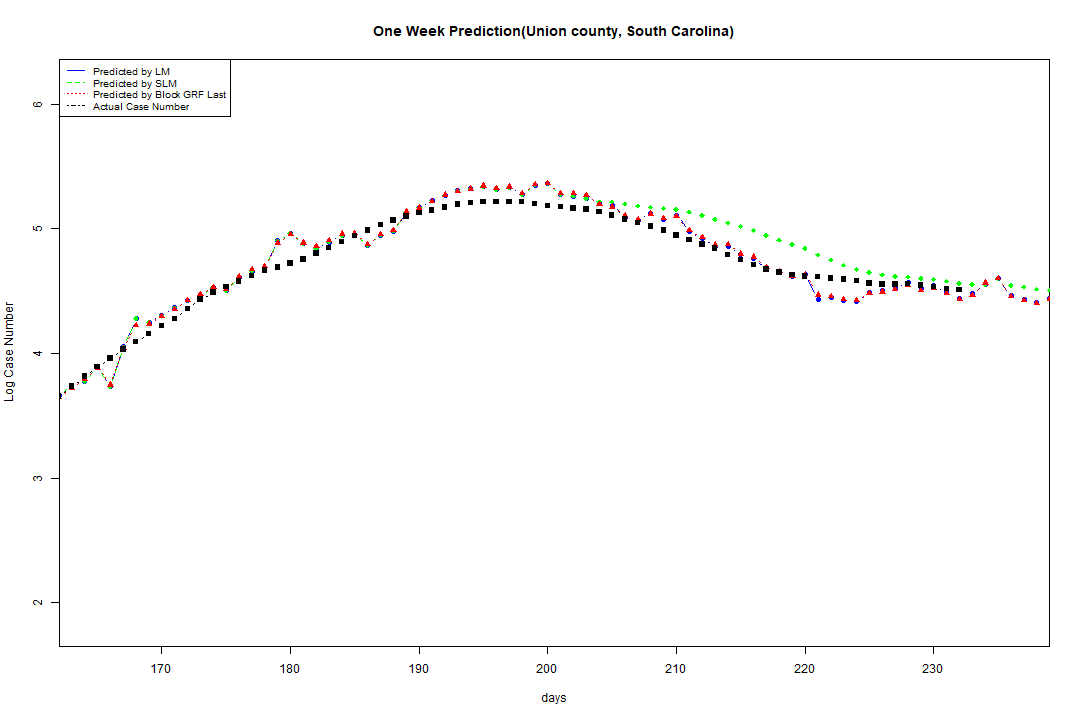 One Week Prediction(Union county, South Carolina)
Predicted by LM
Predicted by SLM
Predicted by Block GRF Last
Actual Case Number
6
5
4
3
2
Log Case Number
170 180 190 200 210 220 230
days